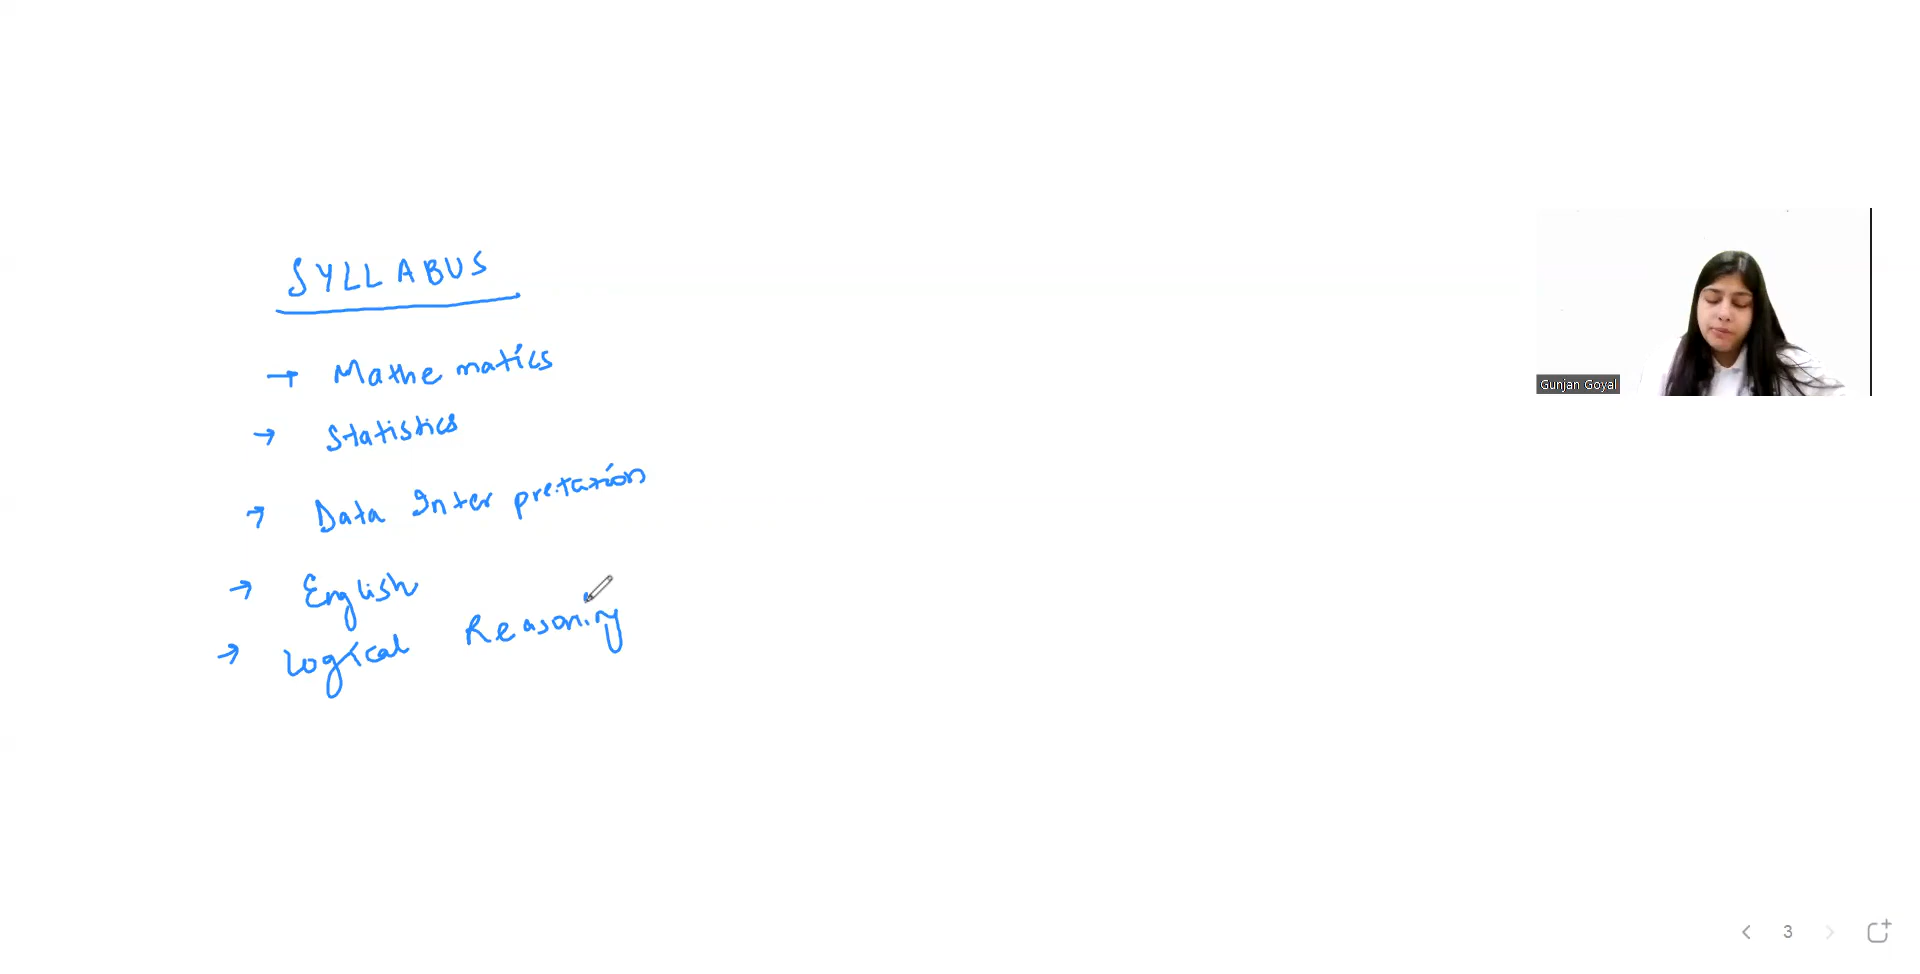 SYLLABUS
→ Mathematics
→ Statistics
→ Data Interpretation
→ English
→ Logical Reasoning
Gunjan Goyal
< 3 >